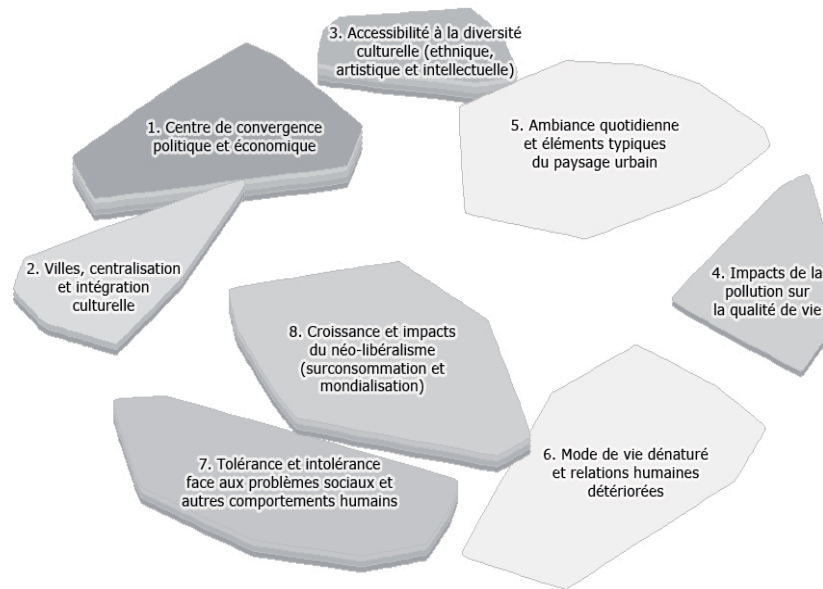 3. Accessibilité à la diversité
culturelle (ethnique,
artistique et intellectuelle)
1. Centre de convergence
politique et économique
5. Ambiance quotidienne
et éléments typiques
du paysage urbain
2. Villes, centralisation
et intégration
culturelle
4. Impacts de la
pollution sur
la qualité de vie
8. Croissance et impacts
du néo-libéralisme
(surconsommation et
mondialisation)
7. Tolérance et intolérance
face aux problèmes sociaux et
autres comportements humains
6. Mode de vie dénaturé
et relations humaines
détériorées